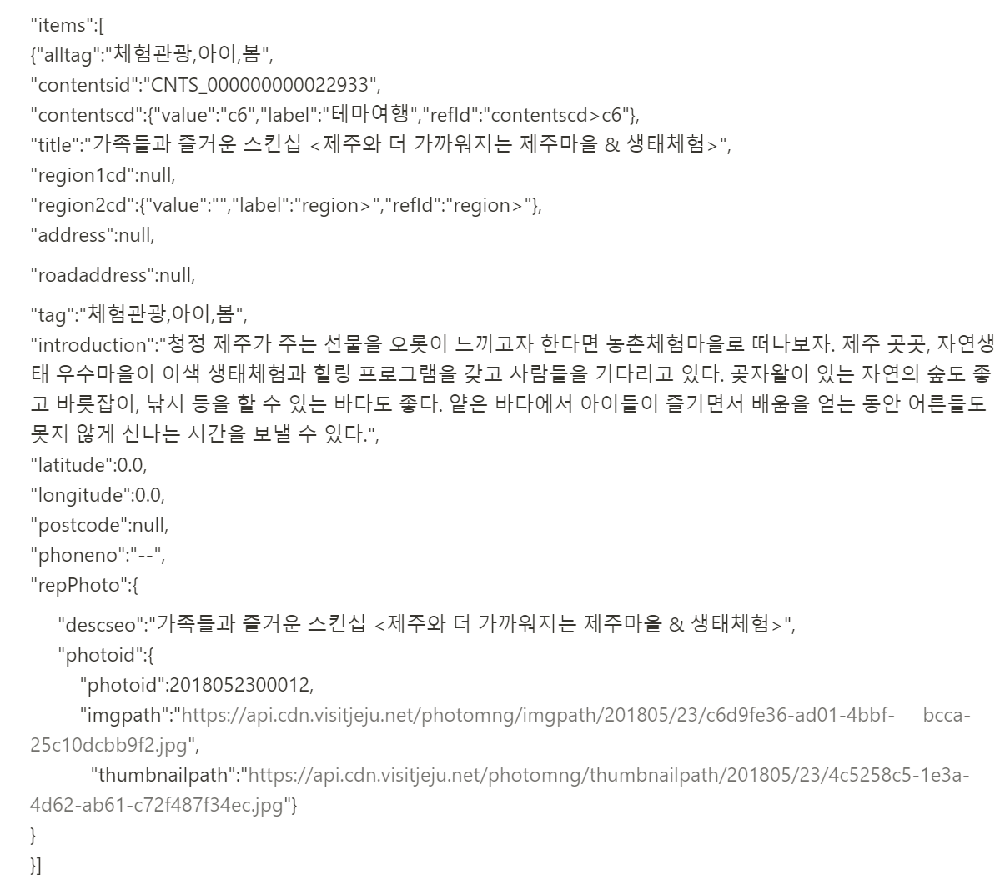 "items":[
{"alltag":"체험관광,아이,봄",
"contentsid":"CNTS_000000000022933",
"contentscd":{"value":"c6","label":"테마여행","refId":"contentscd>c6"},
"title":"가족들과 즐거운 스킨십 <제주와 더 가까워지는 제주마을 & 생태체험>",
"region1cd":null,
"region2cd":{"value":"","label":"region>","refId":"region>"},
"address":null,
"roadaddress":null,
"tag":"체험관광,아이,봄",
"introduction":"청정 제주가 주는 선물을 오롯이 느끼고자 한다면 농촌체험마을로 떠나보자. 제주 곳곳, 자연생
태 우수마을이 이색 생태체험과 힐링 프로그램을 갖고 사람들을 기다리고 있다. 곶자왈이 있는 자연의 숲도 좋
고 바릇잡이, 낚시 등을 할 수 있는 바다도 좋다. 얕은 바다에서 아이들이 즐기면서 배움을 얻는 동안 어른들도
못지 않게 신나는 시간을 보낼 수 있다.",
"latitude":0.0,
"longitude":0.0,
"postcode":null,
"phoneno":"--",
"repPhoto":{
"descseo":"가족들과 즐거운 스킨십 <제주와 더 가까워지는 제주마을 & 생태체험>",
"photoid":{
"photoid":2018052300012,
"imgpath":"https://api.cdn.visitjeju.net/photomng/imgpath/201805/23/c6d9fe36-ad01-4bbf- bcca-
25c10dcbb9f2.jpg",
"thumbnailpath":"https://api.cdn.visitjeju.net/photomng/thumbnailpath/201805/23/4c5258c5-1e3a-
4d62-ab61-c72f487f34ec.jpg"}
}
}]